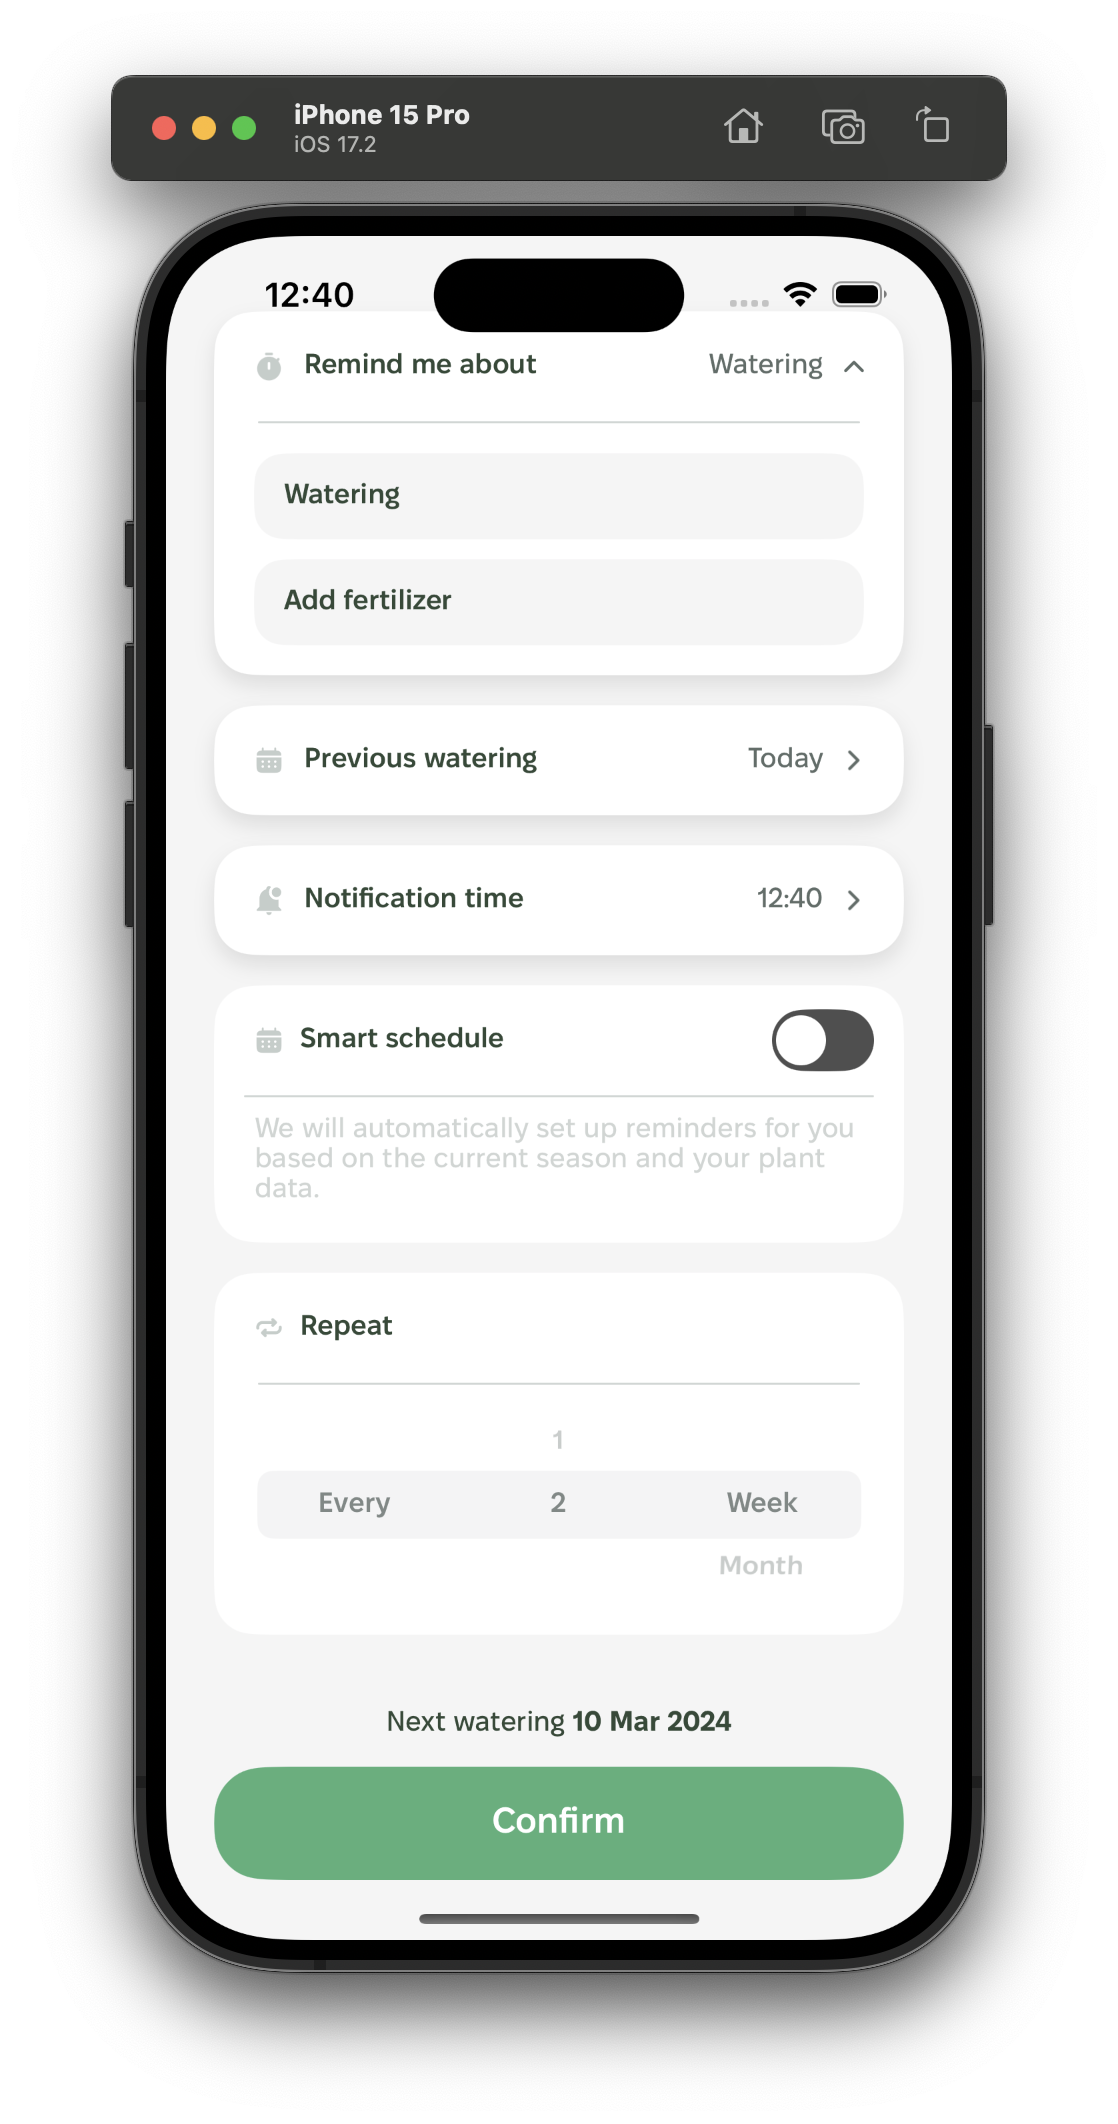 iPhone 15 Pro
iOS 17.2
12:40
Remind me about Watering
Watering
Add fertilizer
Previous watering Today
Notification time 12:40
Smart schedule
We will automatically set up reminders for you
based on the current season and your plant
data.
Repeat
1
Every 2 Week
Month
Next watering 10 Mar 2024
Confirm